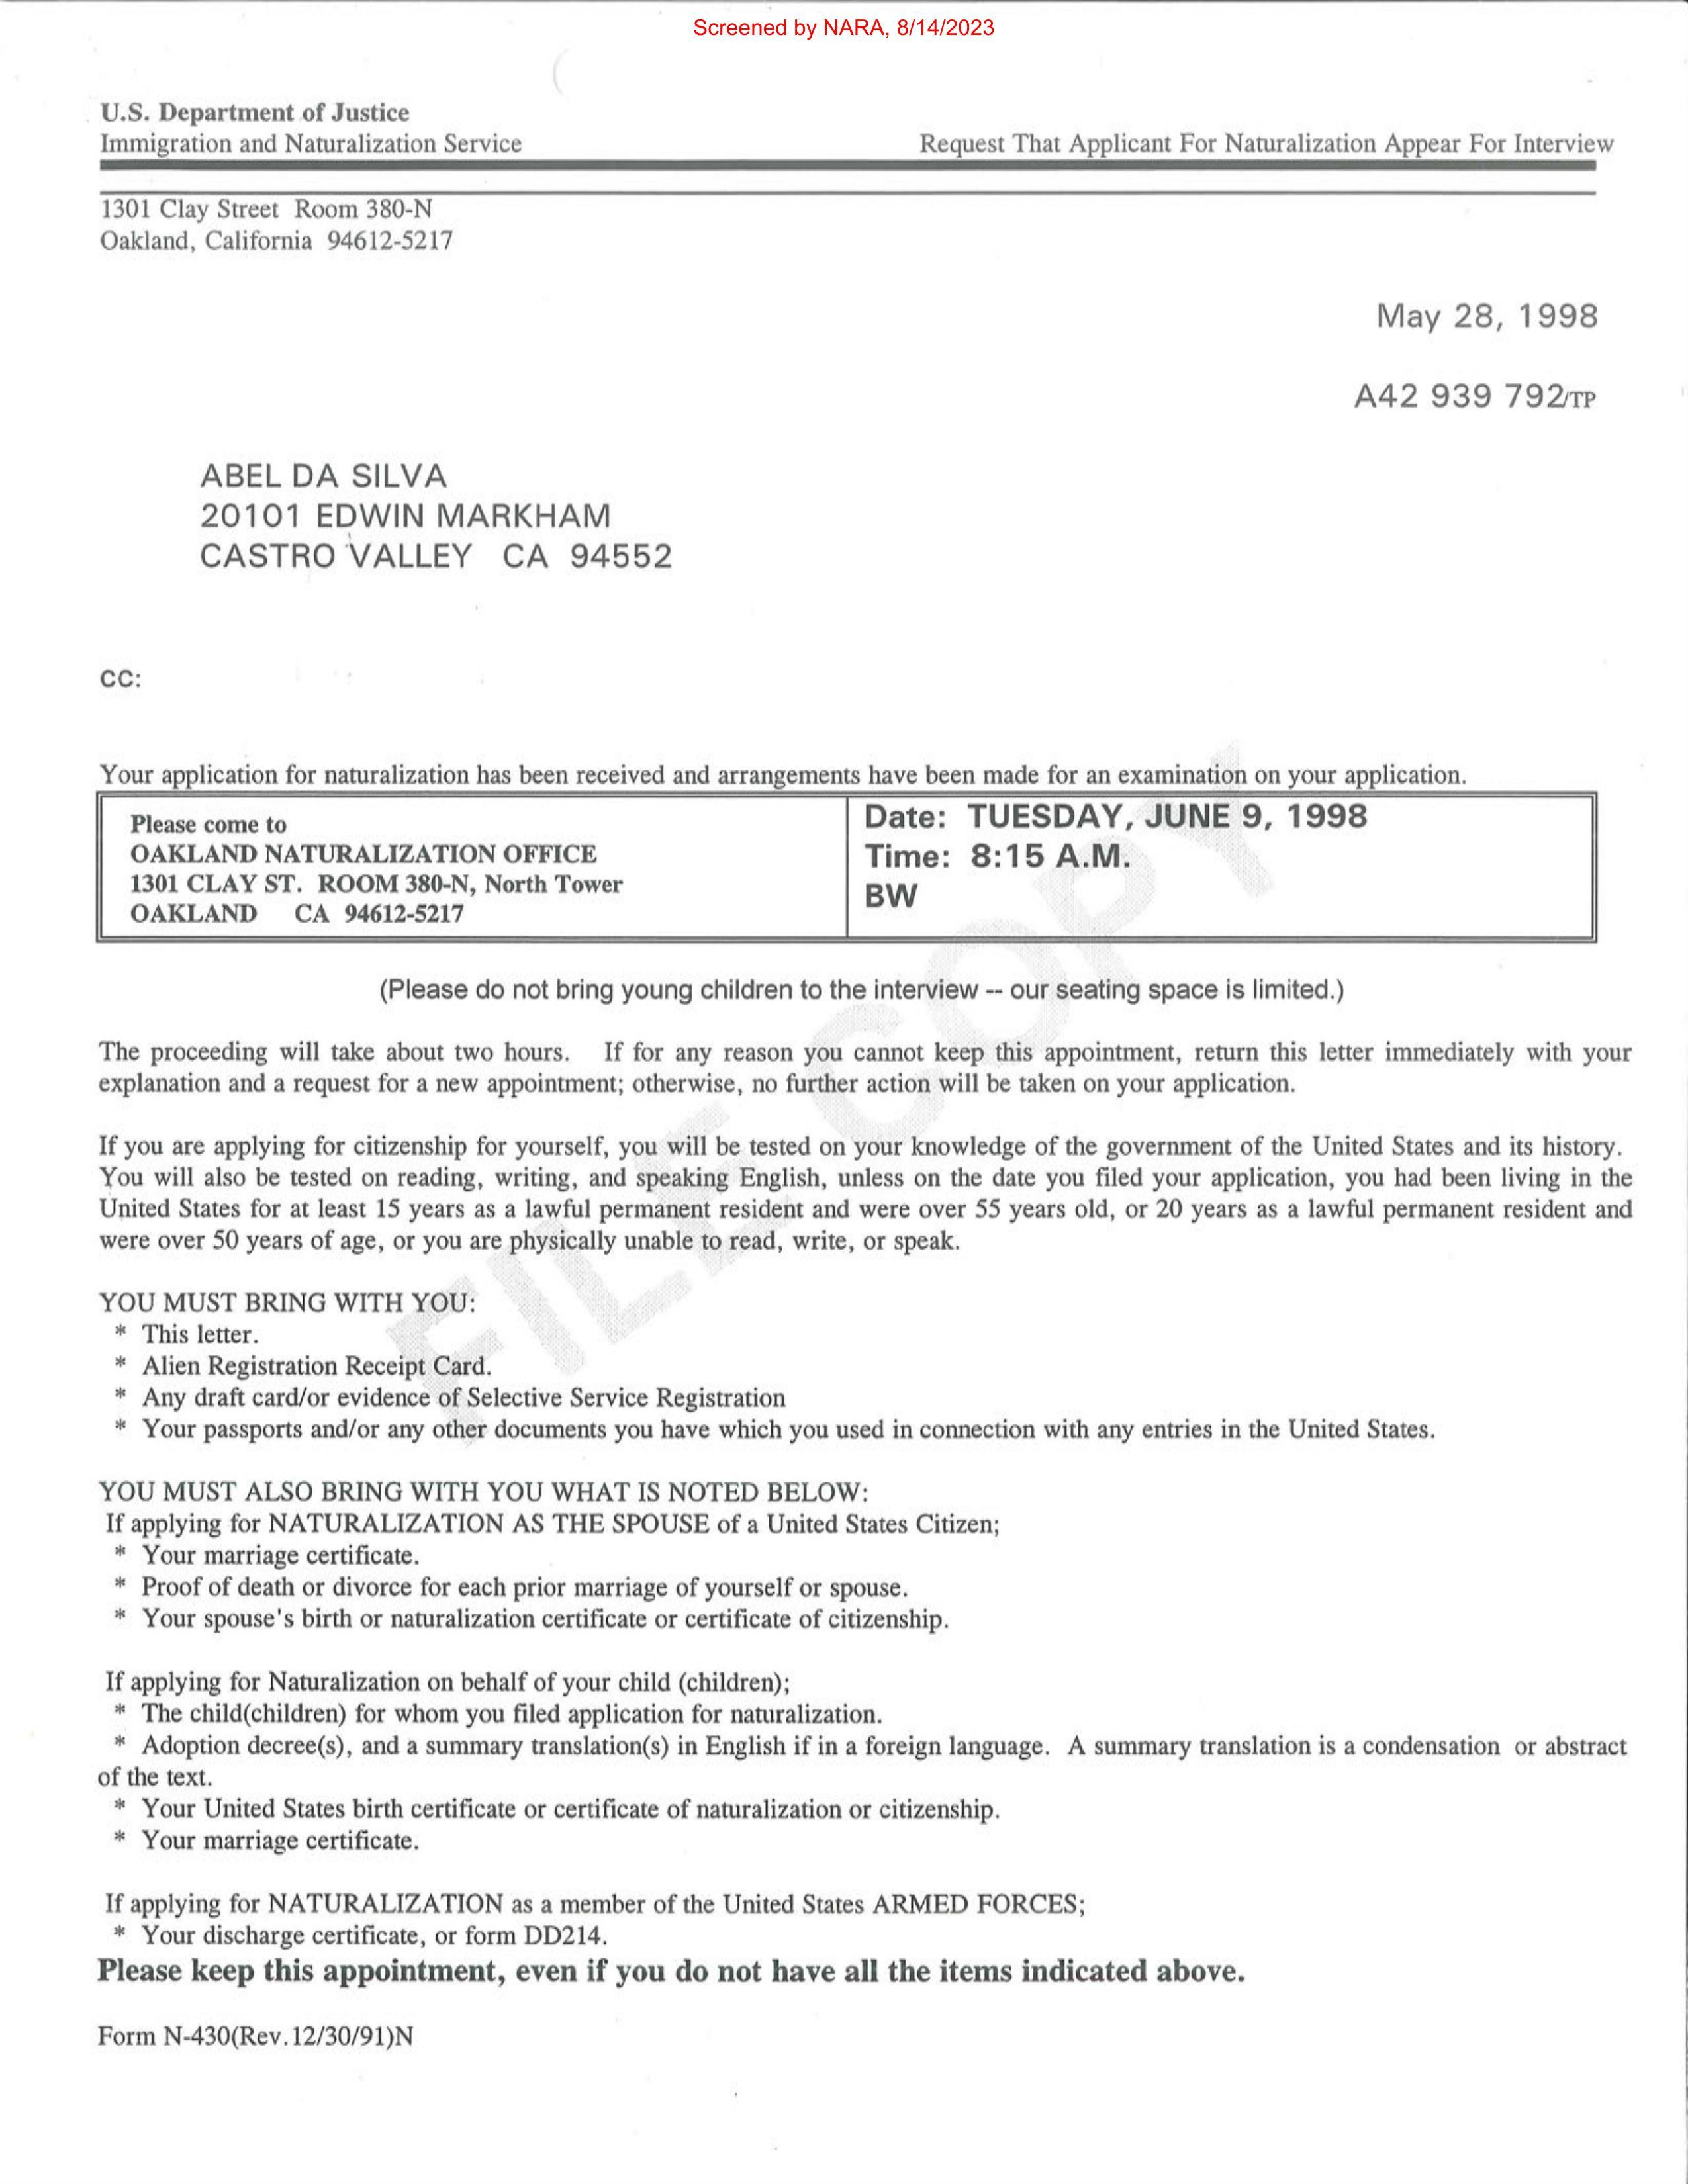 Screened by NARA, 8/14/2023
U.S. Department of Justice
Immigration and Naturalization Service
Request That Applicant For Naturalization Appear For Interview
1301 Clay Street Room 380-N
Oakland, California 94612-5217
May 28, 1998
A42 939 792/TP
ABEL DA SILVA
20101 EDWIN MARKHAM
CASTRO VALLEY CA 94552
CC:
Your application for naturalization has been received and arrangements have been made for an examination on your application.
Please come to
OAKLAND NATURALIZATION OFFICE
1301 CLAY ST. ROOM 380-N, North Tower
OAKLAND CA 94612-5217
Date: TUESDAY, JUNE 9, 1998
Time: 8:15 A.M.
BW
FILE COPY
(Please do not bring young children to the interview -- our seating space is limited.)
The proceeding will take about two hours. If for any reason you cannot keep this appointment, return this letter immediately with your
explanation and a request for a new appointment; otherwise, no further action will be taken on your application.
If you are applying for citizenship for yourself, you will be tested on your knowledge of the government of the United States and its history.
You will also be tested on reading, writing, and speaking English, unless on the date you filed your application, you had been living in the
United States for at least 15 years as a lawful permanent resident and were over 55 years old, or 20 years as a lawful permanent resident and
were over 50 years of age, or you are physically unable to read, write, or speak.
YOU MUST BRING WITH YOU:
* This letter.
* Alien Registration Receipt Card.
* Any draft card/or evidence of Selective Service Registration
* Your passports and/or any other documents you have which you used in connection with any entries in the United States.
YOU MUST ALSO BRING WITH YOU WHAT IS NOTED BELOW:
If applying for NATURALIZATION AS THE SPOUSE of a United States Citizen;
* Your marriage certificate.
* Proof of death or divorce for each prior marriage of yourself or spouse.
* Your spouse's birth or naturalization certificate or certificate of citizenship.
If applying for Naturalization on behalf of your child (children);
* The child(children) for whom you filed application for naturalization.
* Adoption decree(s), and a summary translation(s) in English if in a foreign language. A summary translation is a condensation or abstract
of the text.
* Your United States birth certificate or certificate of naturalization or citizenship.
* Your marriage certificate.
If applying for NATURALIZATION as a member of the United States ARMED FORCES;
* Your discharge certificate, or form DD214.
Please keep this appointment, even if you do not have all the items indicated above.
Form N-430(Rev.12/30/91)N